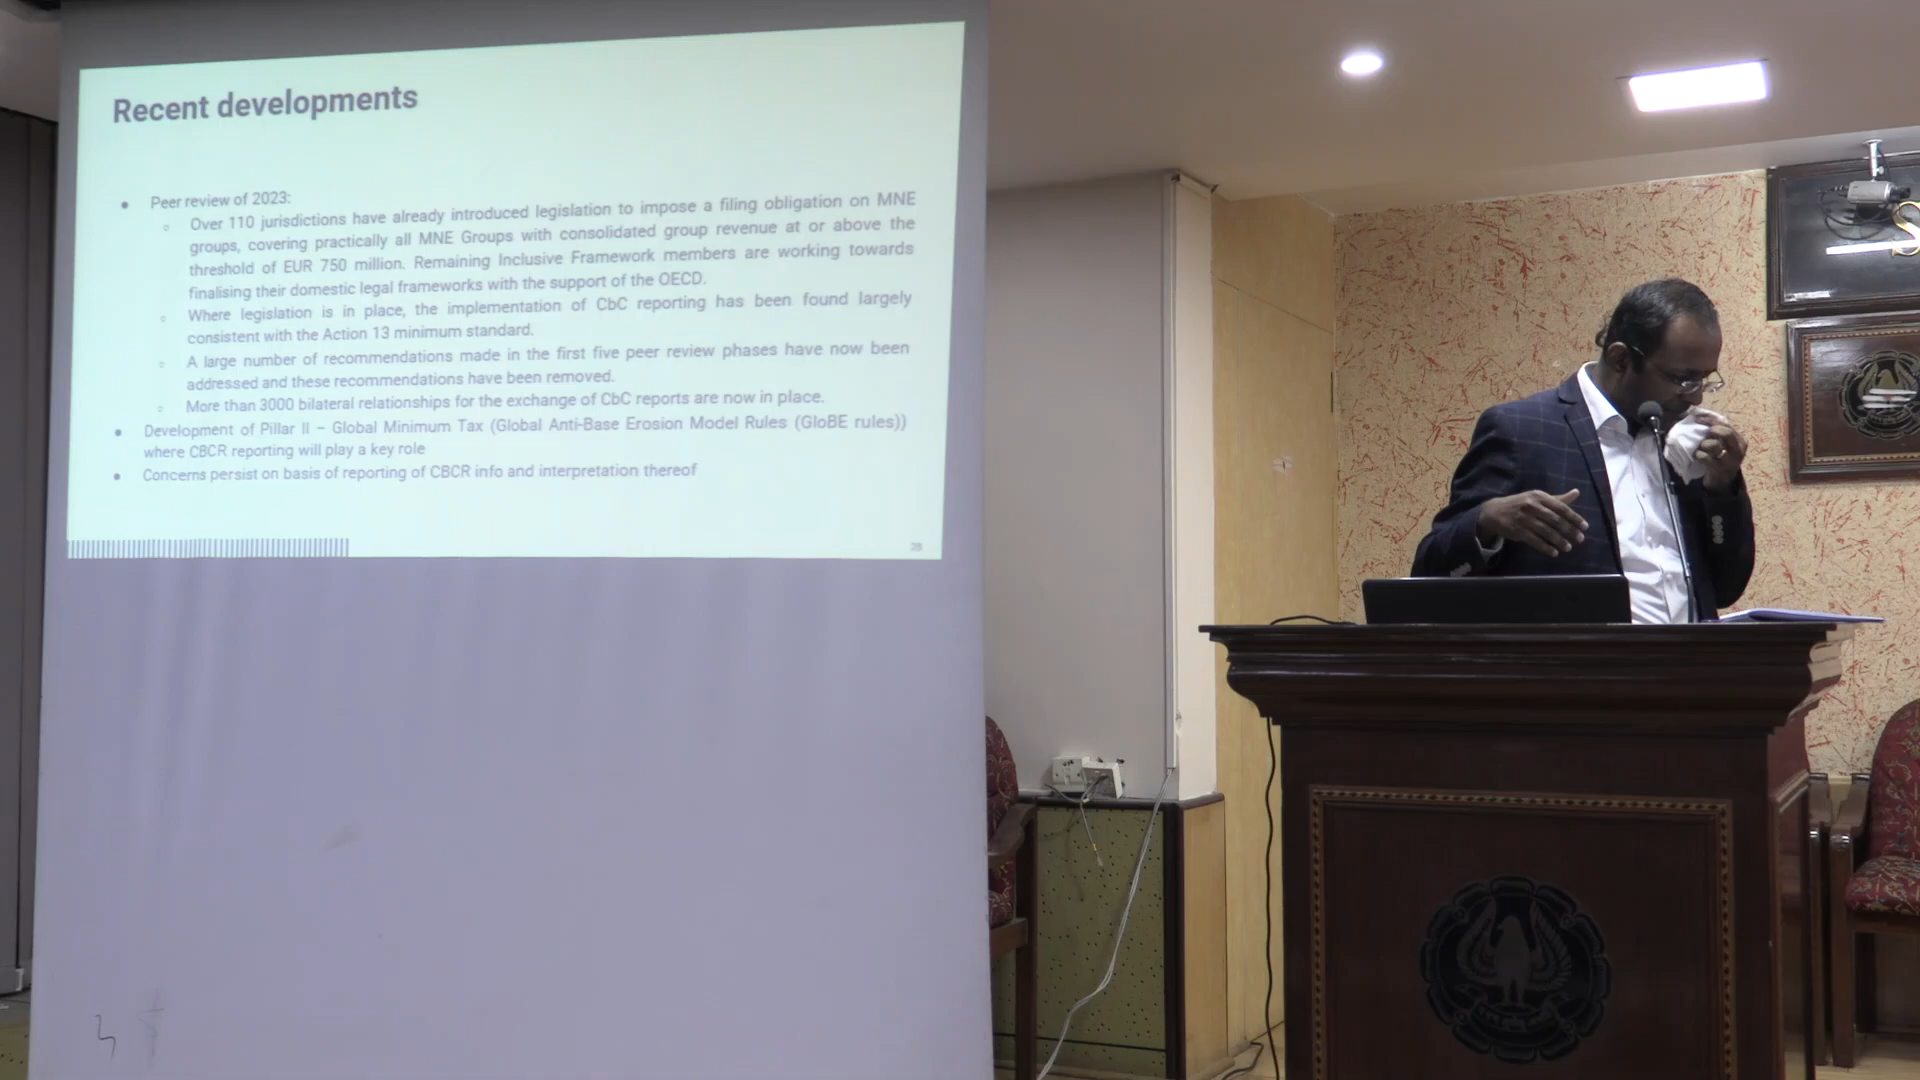 Recent developments
Peer review of 2023:
Over 110 jurisdictions have already introduced legislation to impose a filing obligation on MNE
groups, covering practically all MNE Groups with consolidated group revenue at or above the
threshold of EUR 750 million. Remaining Inclusive Framework members are working towards
finalising their domestic legal frameworks with the support of the OECD.
Where legislation is in place, the implementation of CbC reporting has been found largely
consistent with the Action 13 minimum standard.
A large number of recommendations made in the first five peer review phases have now been
addressed and these recommendations have been removed.
More than 3000 bilateral relationships for the exchange of CbC reports are now in place.
Development of Pillar II – Global Minimum Tax (Global Anti-Base Erosion Model Rules (GloBE rules))
where CBCR reporting will play a key role
Concerns persist on basis of reporting of CBCR info and interpretation thereof